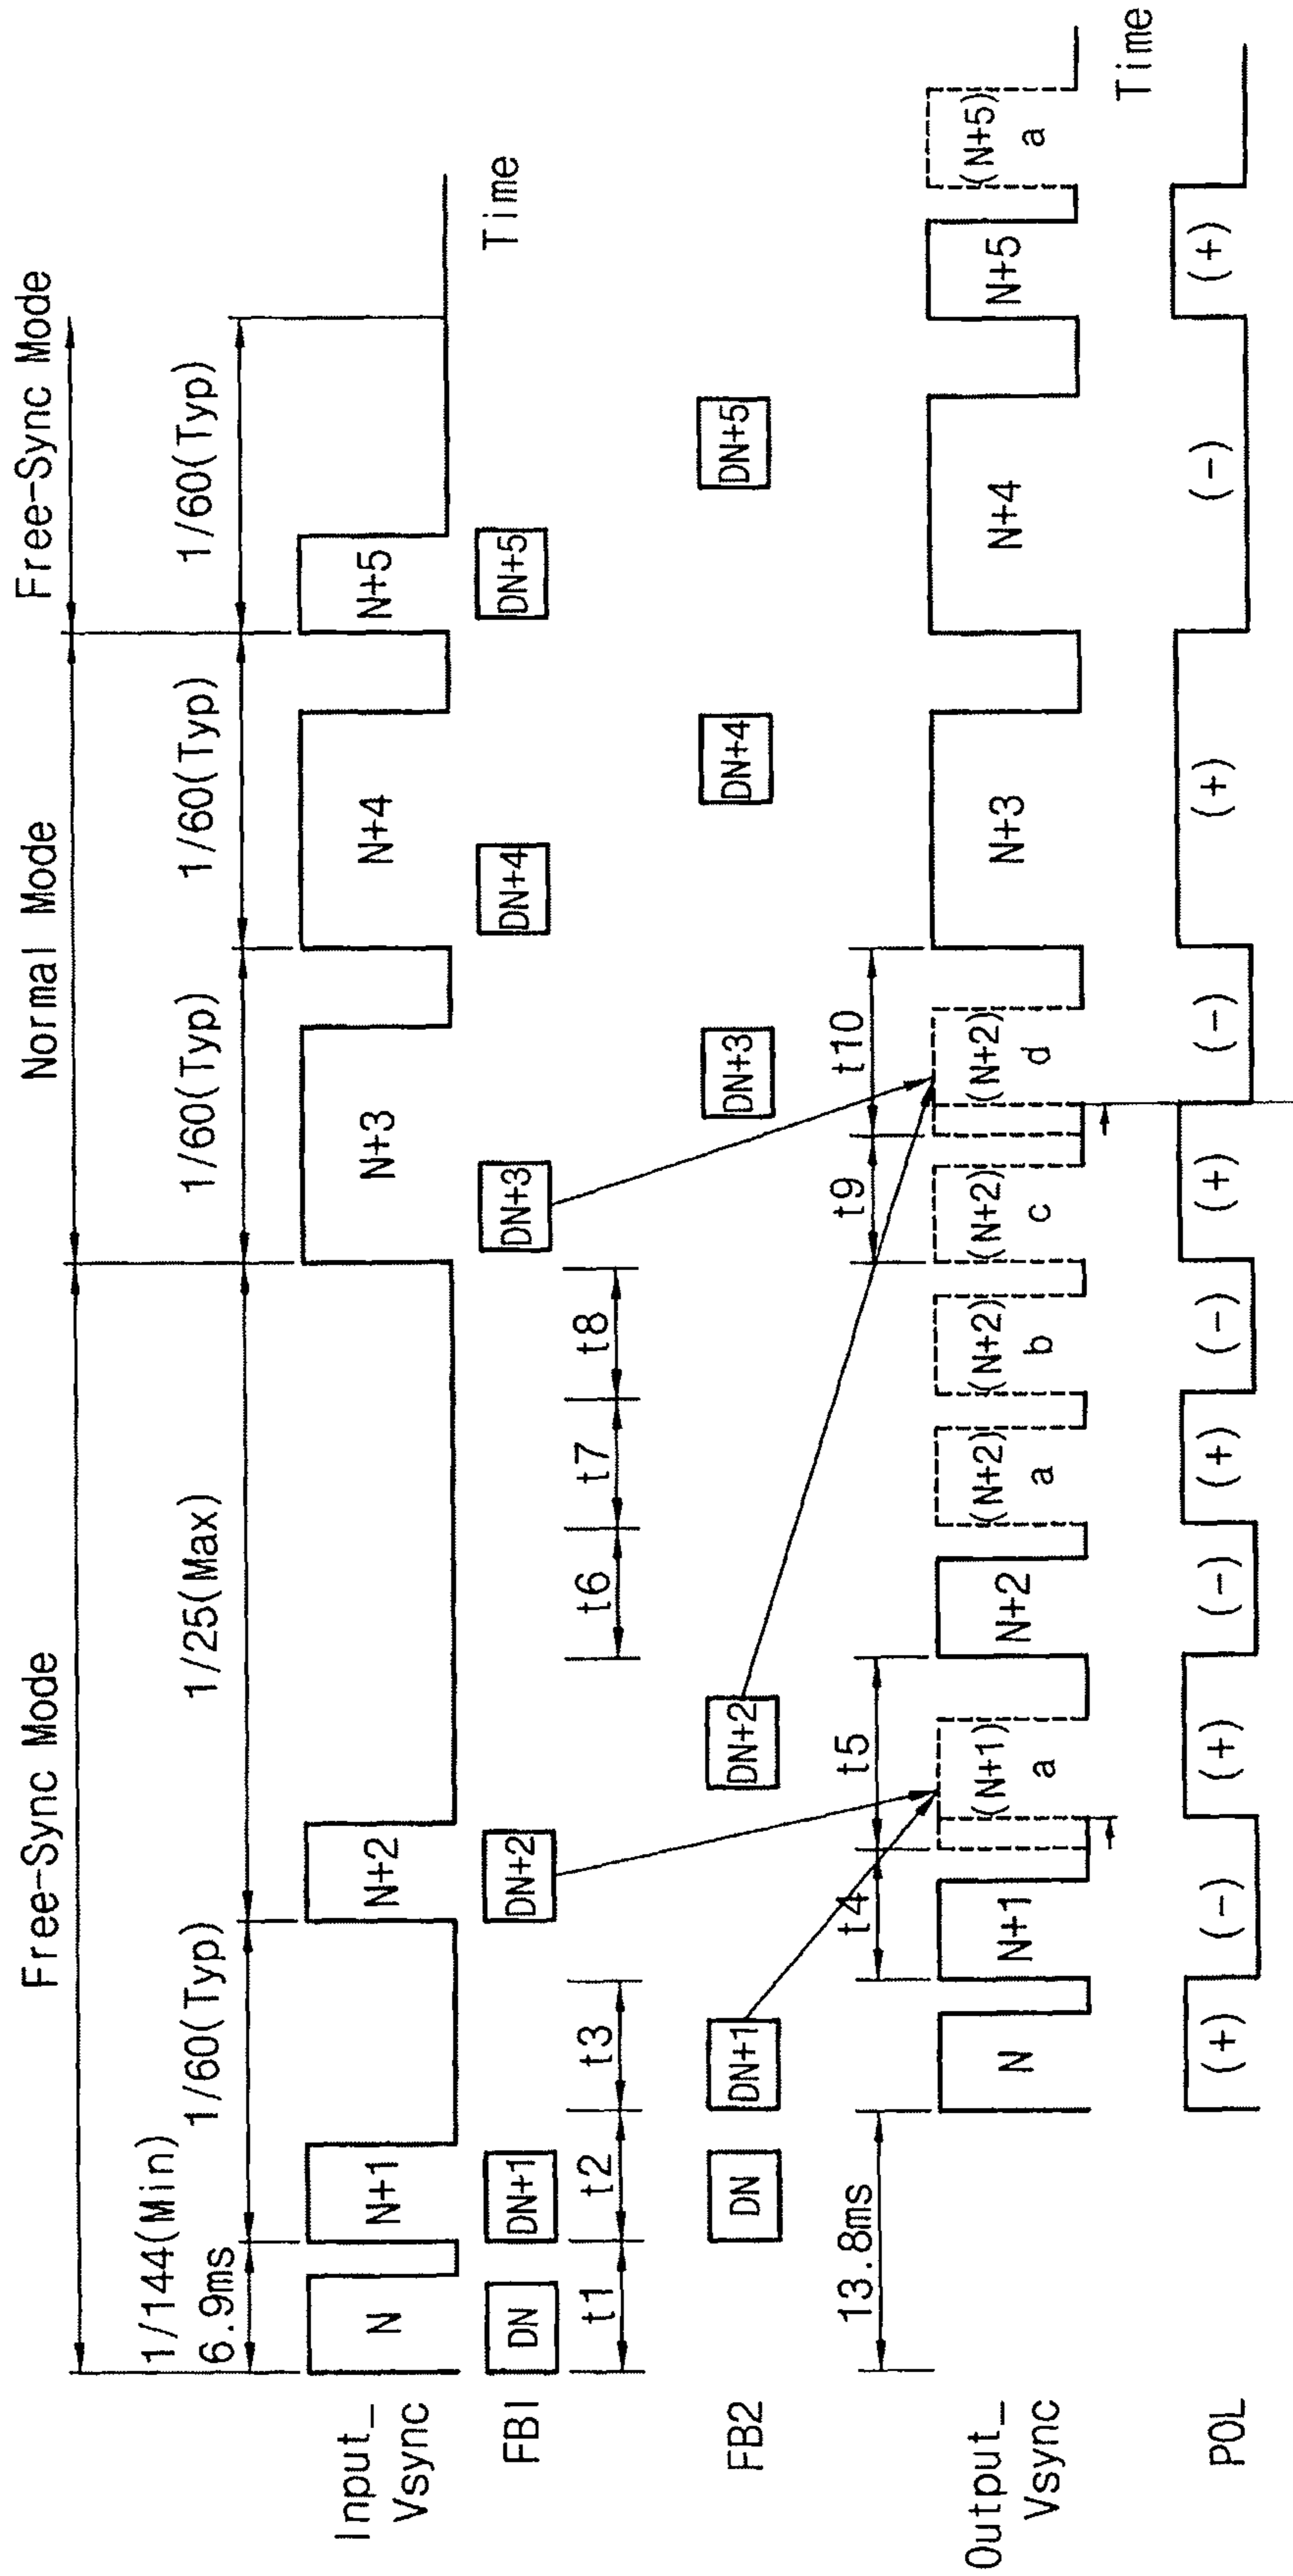 Free-Sync Mode
Normal Mode
Free-Sync Mode
1/144(Min)
6.9ms
1/60(Typ)
1/25(Max)
1/60(Typ)
1/60(Typ)
1/60(Typ)
Input_
Vsync
N
N+1
N+2
N+3
N+4
N+5
Time
FB1
DN
DN+1
DN+2
DN+3
DN+4
DN+5
t1
t2
t3
t6
t7
t8
FB2
DN
DN+1
DN+2
DN+3
DN+4
DN+5
13.8ms
t4
t5
t9
t10
Output_
Vsync
N
N+1
(N+1)
a
N+2
(N+2)
a
(N+2)
b
(N+2)
c
(N+2)
d
N+3
N+4
N+5
(N+5)
a
Time
POL
(+)
(-)
(+)
(-)
(+)
(-)
(+)
(-)
(+)
(-)
(+)